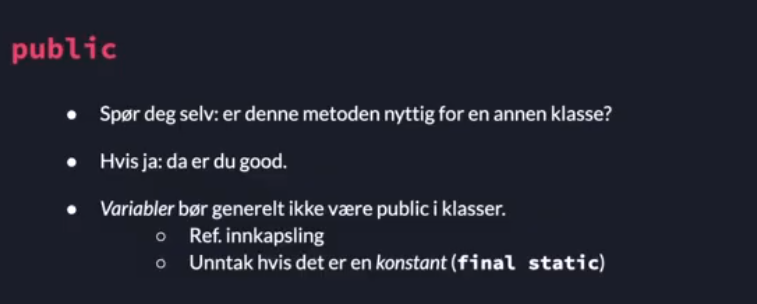 public
● Spør deg selv: er denne metoden nyttig for en annen klasse?
● Hvis ja: da er du good.
● Variabler bør generelt ikke være public i klasser.
○ Ref. innkapsling
○ Unntak hvis det er en konstant (final static)